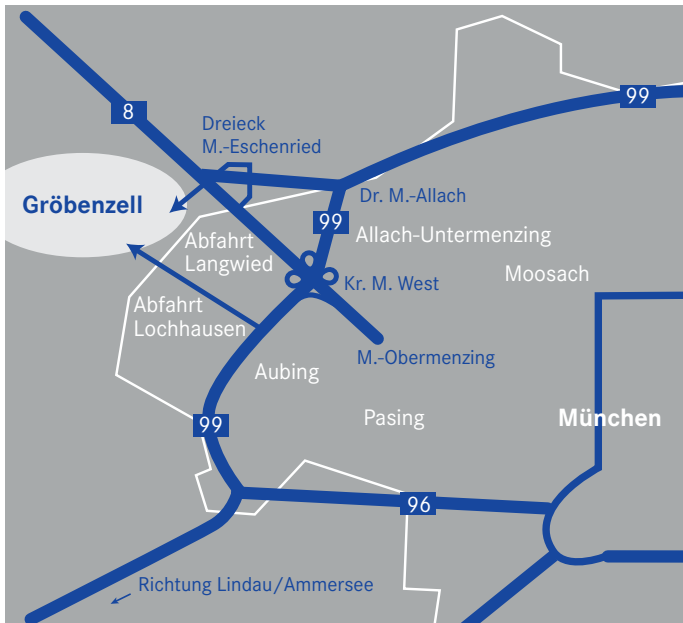 99
8
Dreieck
M.-Eschenried
Dr. M.-Allach
Gröbenzell
99
Allach-Untermenzing
Abfahrt
Langwied
Moosach
Kr. M. West
Abfahrt
Lochhausen
M.-Obermenzing
Aubing
Pasing
München
99
96
Richtung Lindau/Ammersee